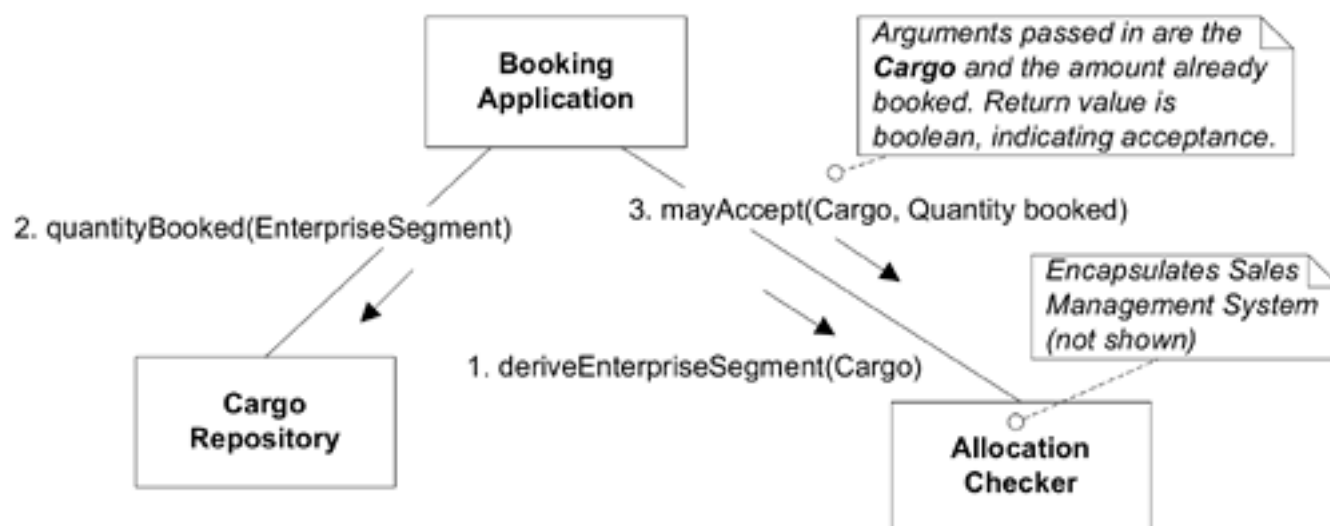 Booking
Application
Arguments passed in are the
Cargo and the amount already
booked. Return value is
boolean, indicating acceptance.
2. quantityBooked(EnterpriseSegment)
3. mayAccept(Cargo, Quantity booked)
Encapsulates Sales
Management System
(not shown)
1. deriveEnterpriseSegment(Cargo)
Cargo
Repository
Allocation
Checker